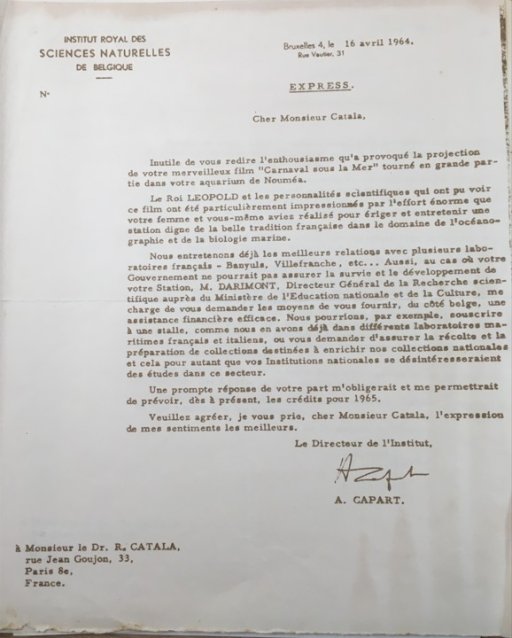 INSTITUT ROYAL DES
SCIENCES NATURELLES
DE BELGIQUE
N°
Bruxelles 4, le 16 avril 1964.
Rue Vautier, 31
EXPRESS.
Cher Monsieur Catala,
Inutile de vous redire l'enthousiasme qu'a provoqué la projection
de votre merveilleux film "Carnaval sous la Mer" tourné en grande par-
tie dans votre aquarium de Nouméa.
Le Roi LEOPOLD et les personnalités scientifiques qui ont pu voir
ce film ont été particulièrement impressionnés par l'effort énorme que
votre femme et vous-même aviez réalisé pour ériger et entretenir une
station digne de la belle tradition française dans le domaine de l'océano-
graphie et de la biologie marine.
Nous entretenons déjà les meilleurs relations avec plusieurs labo-
ratoires français - Banyuls, Villefranche, etc... Aussi, au cas où votre
Gouvernement ne pourrait pas assurer la survie et le développement de
votre Station, M. DARIMONT, Directeur Général de la Recherche scien-
tifique auprès du Ministère de l'Education nationale et de la Culture, me
charge de vous demander les moyens de vous fournir, du côté belge, une
assistance financière efficace. Nous pourrions, par exemple, souscrire
à une stalle, comme nous en avons déjà dans différents laboratoires ma-
ritimes français et italiens, ou vous demander d'assurer la récolte et la
préparation de collections destinées à enrichir nos collections nationales
et cela pour autant que vos Institutions nationales se désintéresseraient
des études dans ce secteur.
Une prompte réponse de votre part m'obligerait et me permettrait
de prévoir, dès à présent, les crédits pour 1965.
Veuillez agréer, je vous prie, cher Monsieur Catala, l'expression
de mes sentiments les meilleurs.
Le Directeur de l'Institut,
A. CAPART.
à Monsieur le Dr. R. CATALA,
rue Jean Goujon, 33,
Paris 8e,
France.